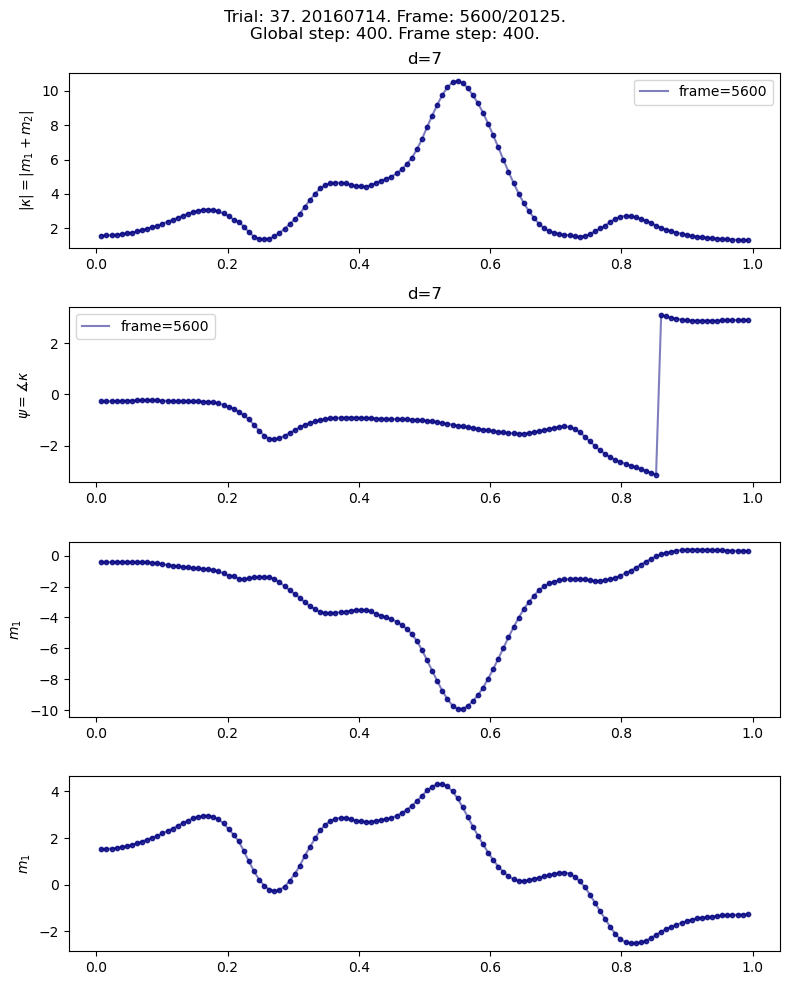 Trial: 37. 20160714. Frame: 5600/20125.
Global step: 400. Frame step: 400.
d=7
|κ| = |m₁ + m₂|
10
8
6
4
2
frame=5600
0.0 0.2 0.4 0.6 0.8 1.0
d=7
ψ = ∡κ
2
0
−2
frame=5600
0.0 0.2 0.4 0.6 0.8 1.0
m₁
0
−2
−4
−6
−8
−10
0.0 0.2 0.4 0.6 0.8 1.0
m₁
4
2
0
−2
0.0 0.2 0.4 0.6 0.8 1.0